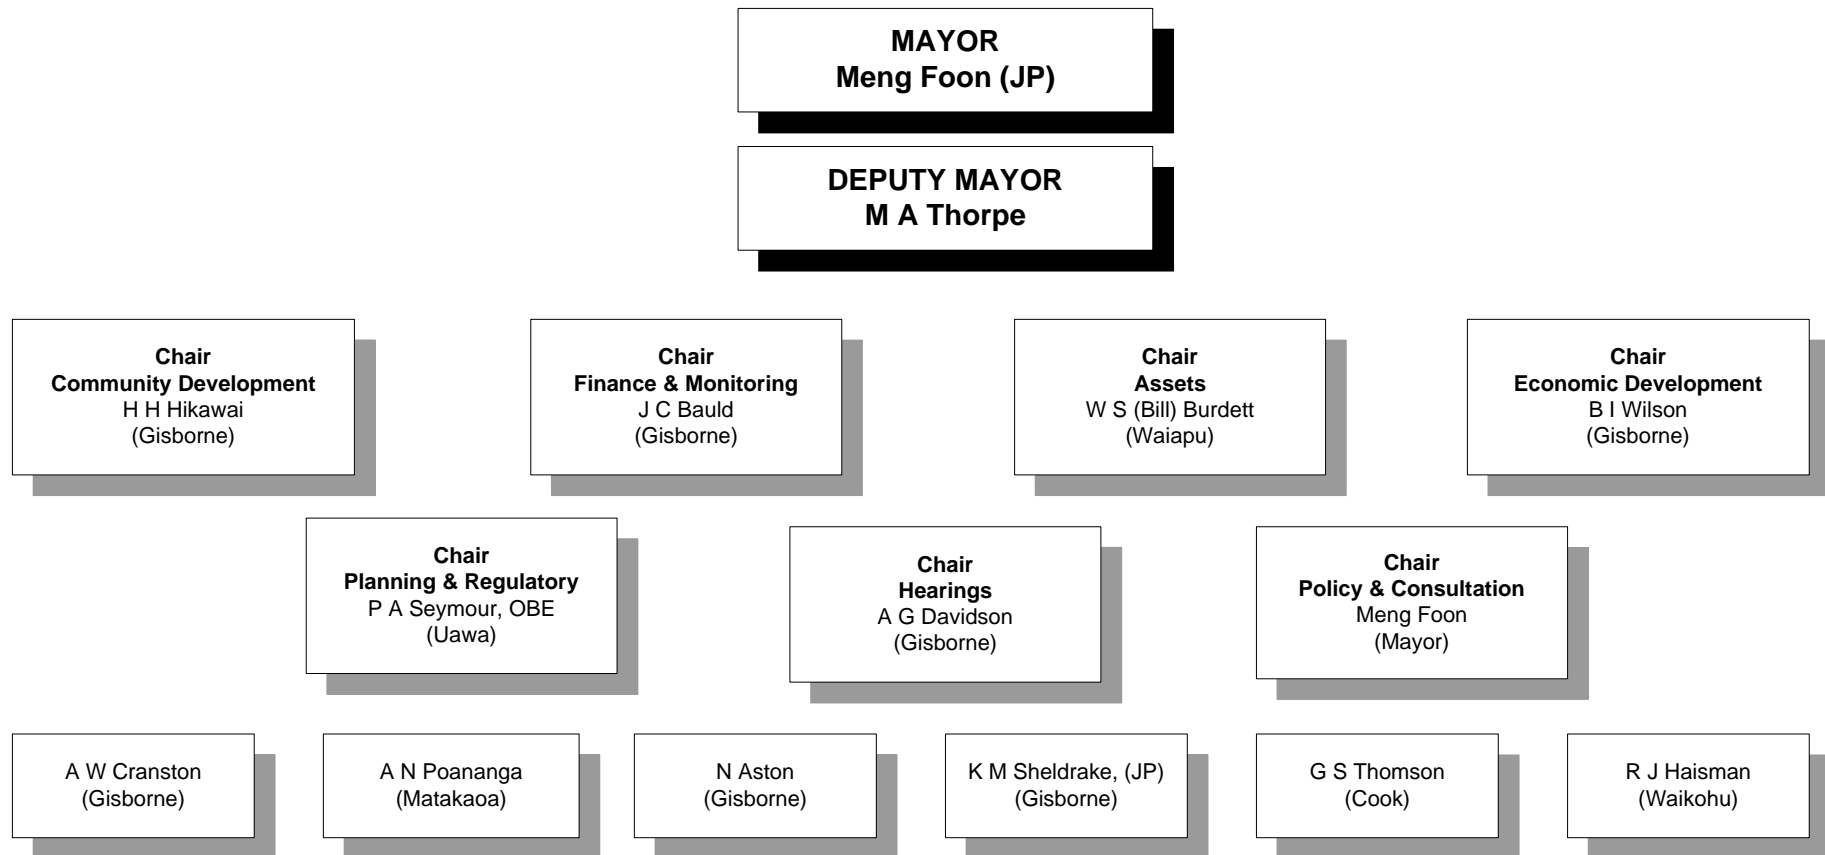 MAYOR
Meng Foon (JP)
DEPUTY MAYOR
M A Thorpe
Chair
Community Development
H H Hikawai
(Gisborne)
Chair
Finance & Monitoring
J C Bauld
(Gisborne)
Chair
Assets
W S (Bill) Burdett
(Waiapu)
Chair
Economic Development
B I Wilson
(Gisborne)
Chair
Planning & Regulatory
P A Seymour, OBE
(Uawa)
Chair
Hearings
A G Davidson
(Gisborne)
Chair
Policy & Consultation
Meng Foon
(Mayor)
A W Cranston
(Gisborne)
A N Poananga
(Matakaoa)
N Aston
(Gisborne)
K M Sheldrake, (JP)
(Gisborne)
G S Thomson
(Cook)
R J Haisman
(Waikohu)